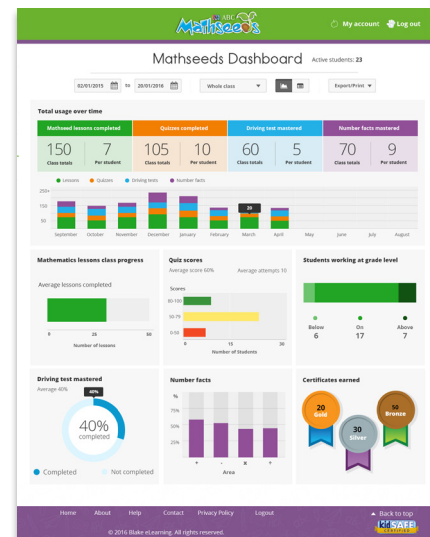 ABC
Mathseeds
My account
Log out
Mathseeds Dashboard
Active students: 23
02/01/2015 to 20/01/2016
Whole class
Export/Print
Total usage over time
Mathseed lessons completed
Quizzes completed
Driving test mastered
Number facts mastered
150 7
Class totals Per student
105 10
Class totals Per student
60 5
Class totals Per student
70 9
Class totals Per student
Lessons Quizzes Driving tests Number facts
250+
150
50
20
September October November December January February March April May June July August
Mathematics lessons class progress
Average lessons completed
0 25 50
Number of lessons
Quiz scores
Average score 60% Average attempts 10
Scores
80-100
50-79
0-50
0 15 30
Number of Students
Students working at grade level
Below On Above
6 17 7
Driving test mastered
Average 40%
40%
40%
completed
Completed Not completed
Number facts
%
75%
50%
25%
+ - x +
Area
Certificates earned
20
Gold
30
Silver
50
Bronze
Home About Help Contact Privacy Policy Logout
Back to top
© 2016 Blake eLearning. All rights reserved.
kidSAFE
CERTIFIED